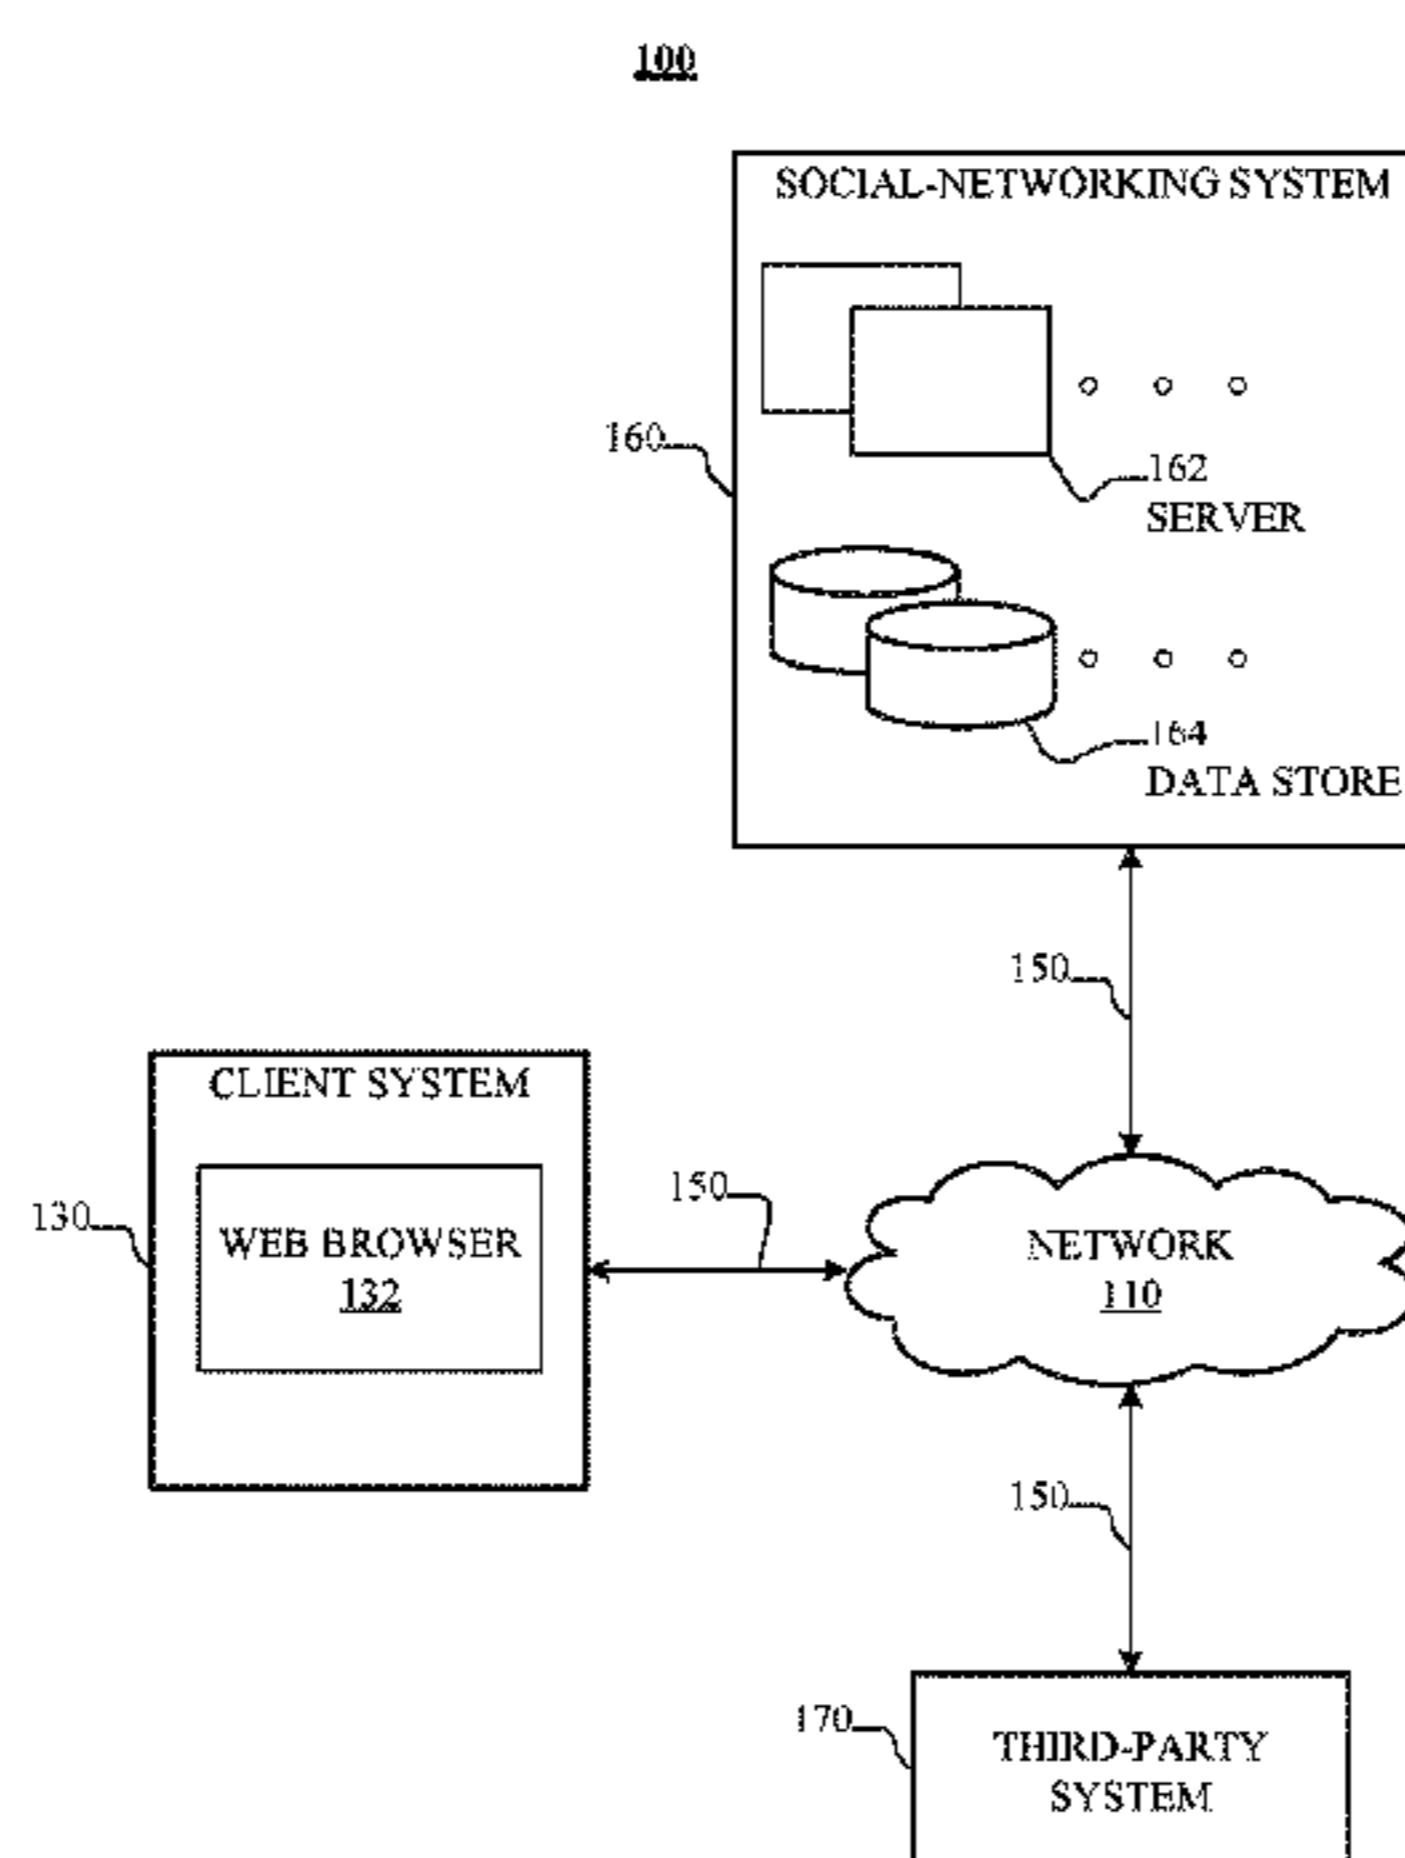 100
SOCIAL-NETWORKING SYSTEM
160
162
SERVER
164
DATA STORE
150
CLIENT SYSTEM
130
WEB BROWSER
132
150
NETWORK
110
150
170
THIRD-PARTY
SYSTEM